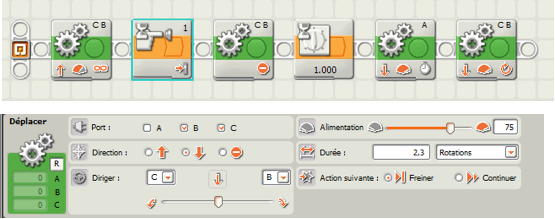 C B
1
C B
1.000
A
C B
Déplacer
Port :
A
B
C
Alimentation
75
Direction :
Durée :
2,3
Rotations
R
0 A
0 B
0 C
Diriger :
C
B
Action suivante :
Freiner
Continuer